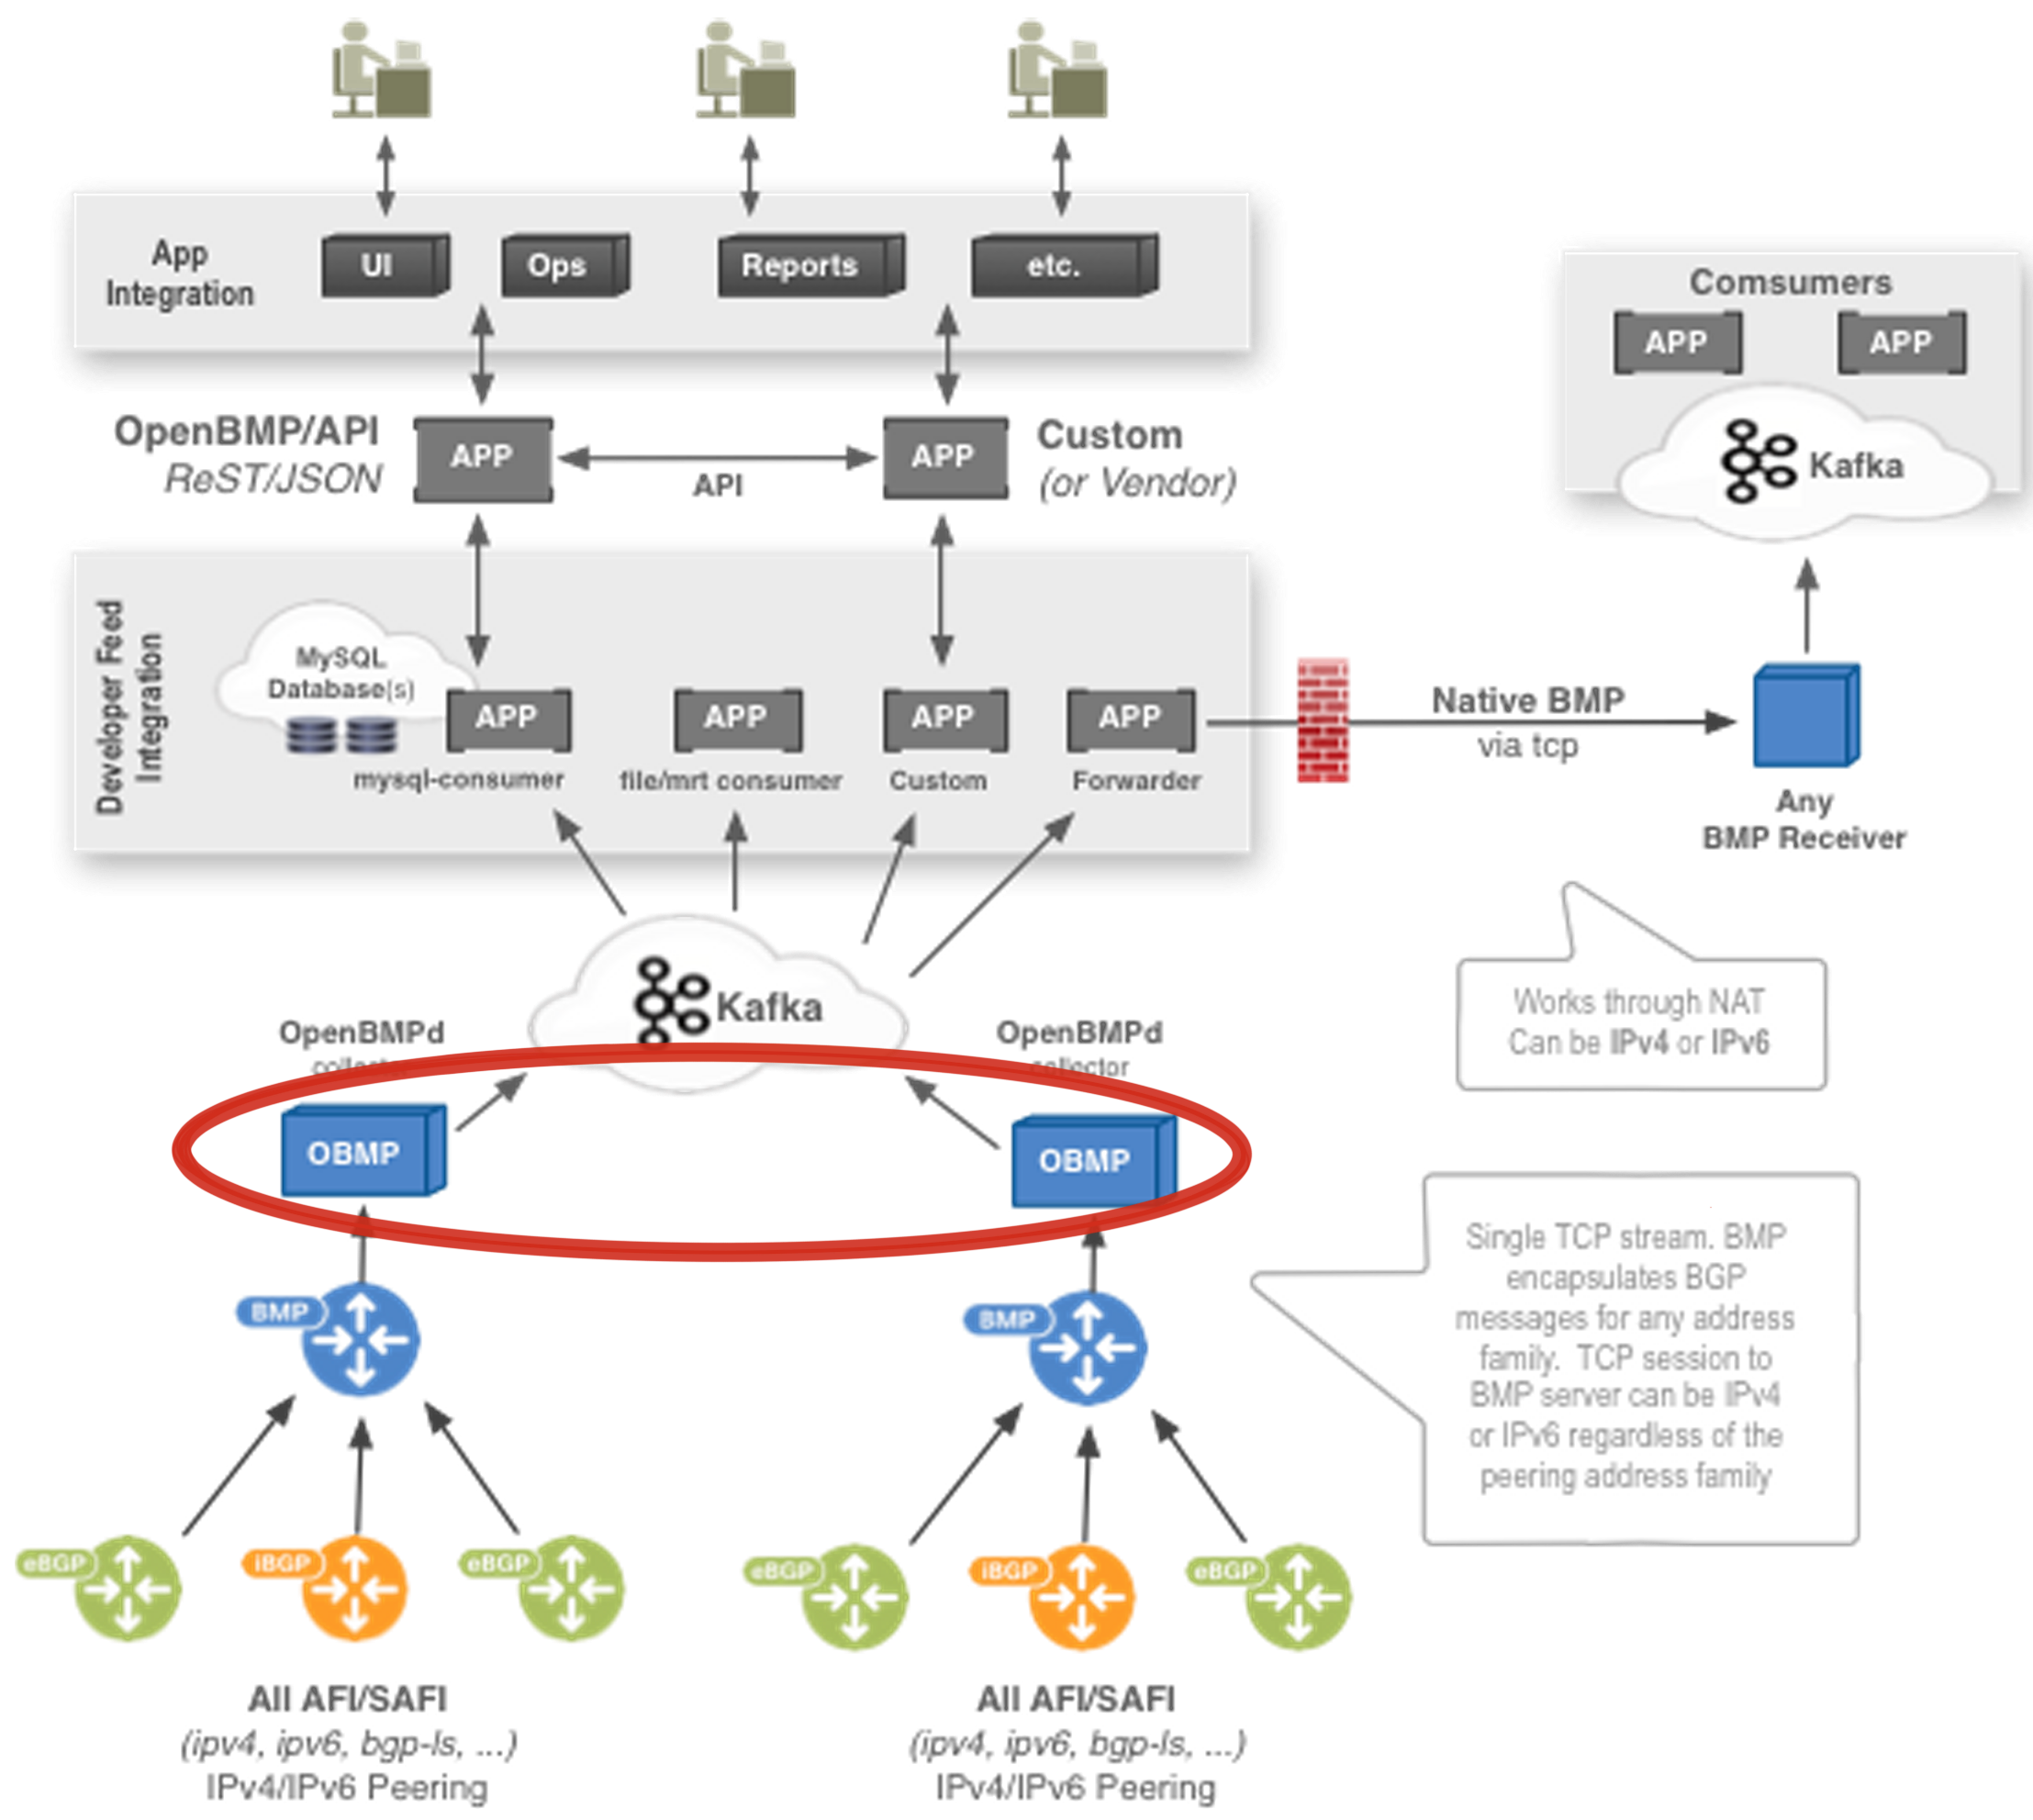 App
Integration
UI
Ops
Reports
etc.
Comsumers
APP
APP
Kafka
OpenBMP/API
ReST/JSON
APP
API
APP
Custom
(or Vendor)
Developer Feed
Integration
MySQL
Database(s)
APP
mysql-consumer
APP
file/mrt consumer
APP
Custom
APP
Forwarder
Native BMP
via tcp
Any
BMP Receiver
Works through NAT
Can be IPv4 or IPv6
Kafka
OpenBMPd
collector
OpenBMPd
collector
OBMP
OBMP
Single TCP stream. BMP
encapsulates BGP
messages for any address
family. TCP session to
BMP server can be IPv4
or IPv6 regardless of the
peering address family
BMP
BMP
eBGP
iBGP
eBGP
eBGP
iBGP
eBGP
All AFI/SAFI
(ipv4, ipv6, bgp-ls, ...)
IPv4/IPv6 Peering
All AFI/SAFI
(ipv4, ipv6, bgp-ls, ...)
IPv4/IPv6 Peering